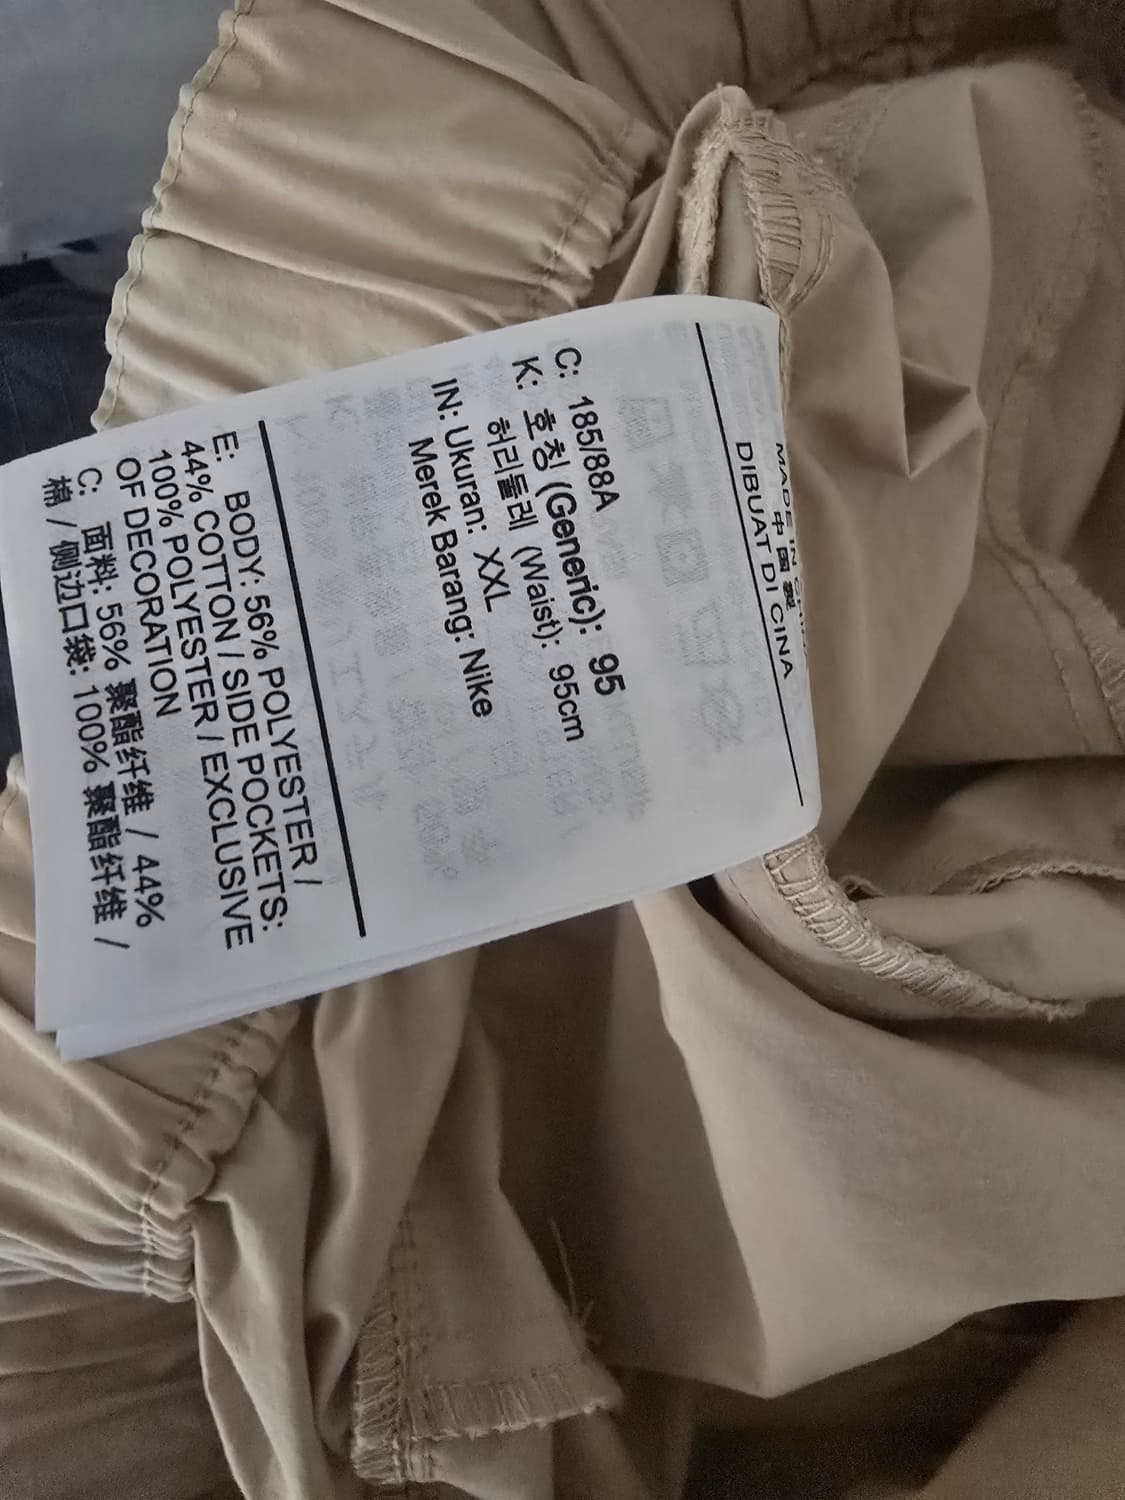 MADE IN CHINA
中國製
DIBUAT DI CINA
C: 185/88A
K: 호칭 (Generic): 95
허리둘레 (Waist): 95cm
IN: Ukuran: XXL
Merek Barang: Nike
E: BODY: 56% POLYESTER /
44% COTTON / SIDE POCKETS:
100% POLYESTER / EXCLUSIVE
OF DECORATION
C: 面料: 56% 聚酯纤维 / 44%
棉 / 侧边口袋: 100% 聚酯纤维 /